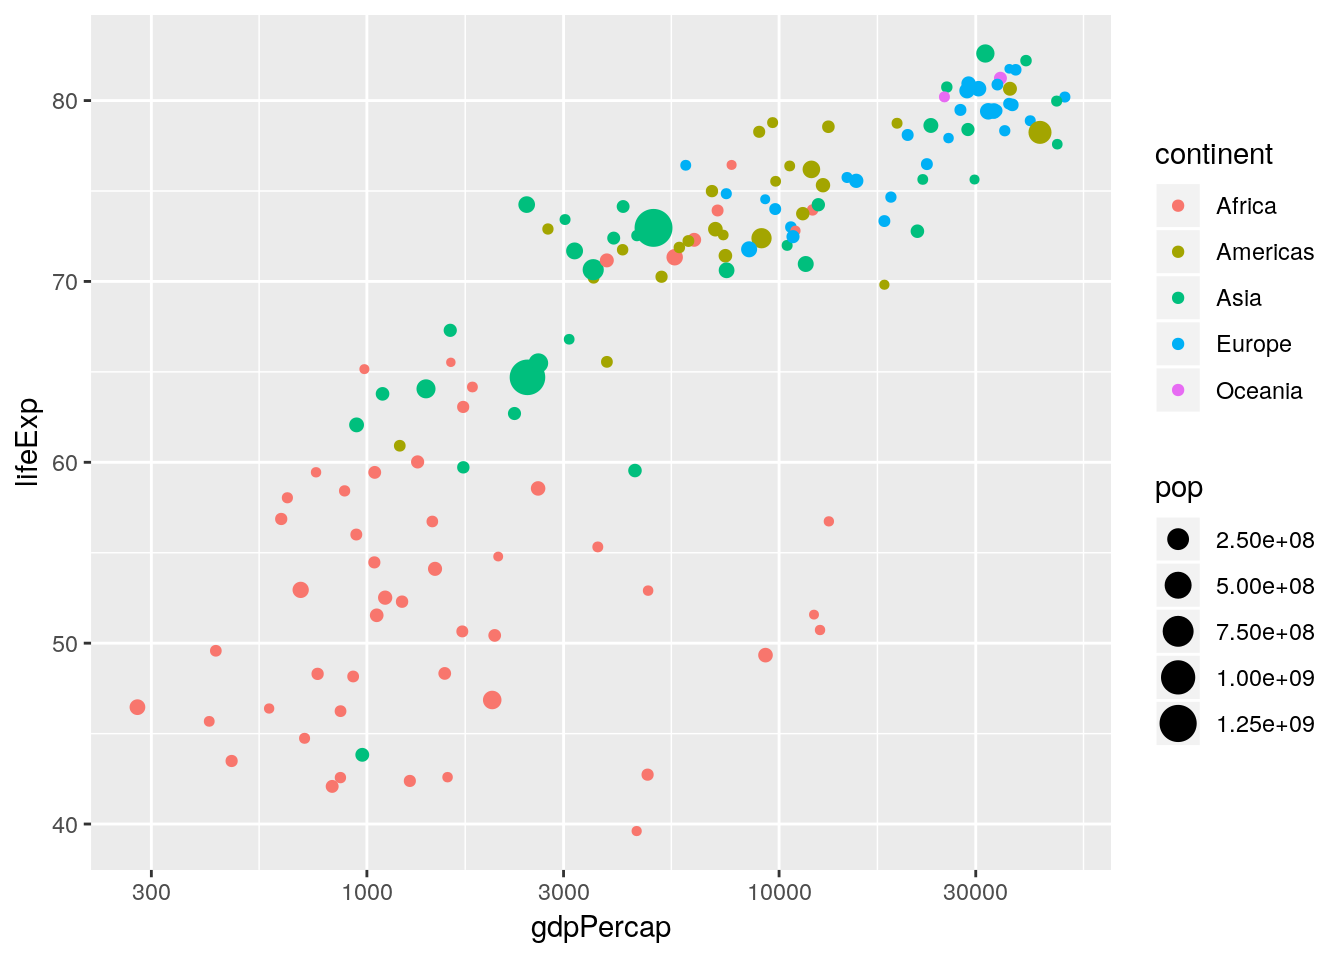 80
70
60
50
40
lifeExp
300
1000
3000
10000
30000
gdpPercap
continent
Africa
Americas
Asia
Europe
Oceania
pop
2.50e+08
5.00e+08
7.50e+08
1.00e+09
1.25e+09